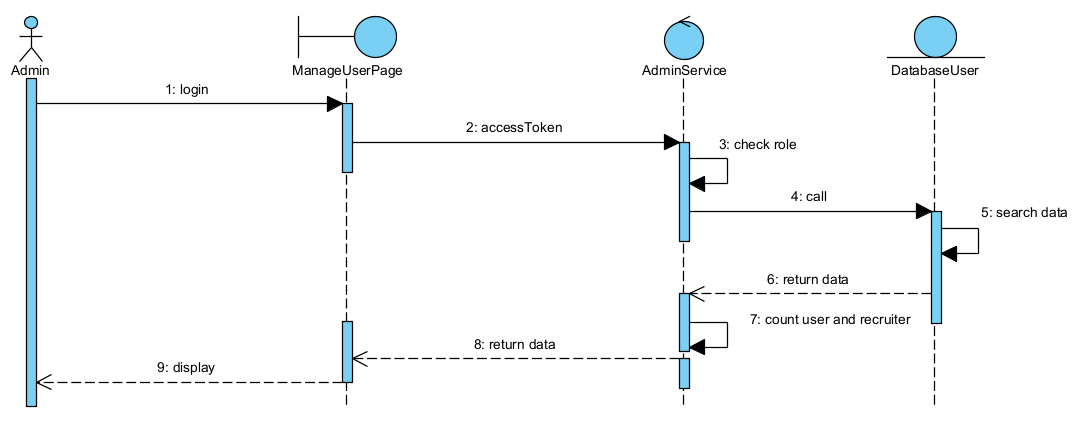 Admin
ManageUserPage
AdminService
DatabaseUser
1: login
2: accessToken
3: check role
4: call
5: search data
6: return data
7: count user and recruiter
8: return data
9: display